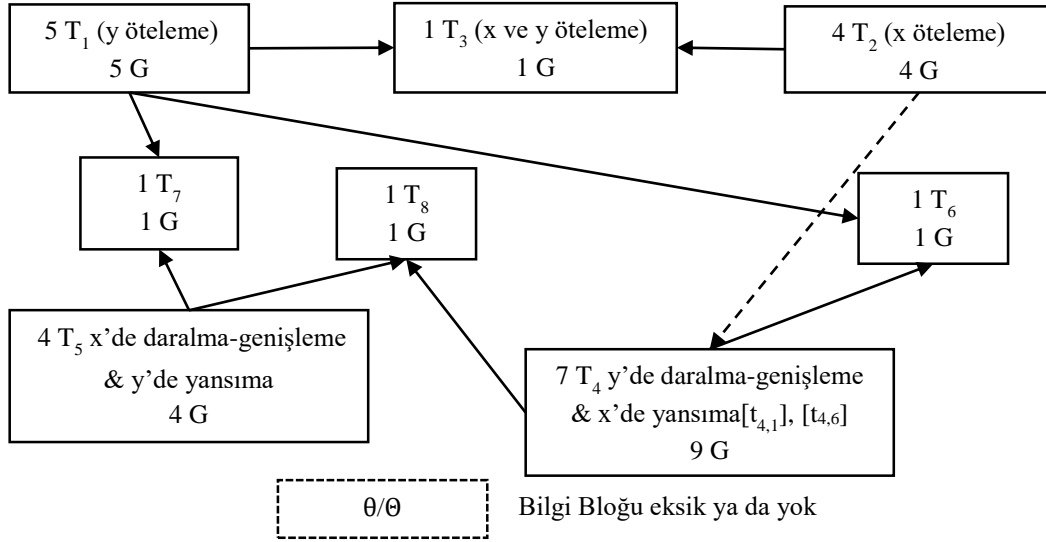 5 T₁ (y öteleme)
5 G
1 T₃ (x ve y öteleme)
1 G
4 T₂ (x öteleme)
4 G
1 T₇
1 G
1 T₈
1 G
1 T₆
1 G
4 T₅ x’de daralma-genişleme
& y’de yansıma
4 G
7 T₄ y’de daralma-genişleme
& x’de yansıma[t₄,₁], [t₄,₆]
9 G
θ/Θ
Bilgi Bloğu eksik ya da yok